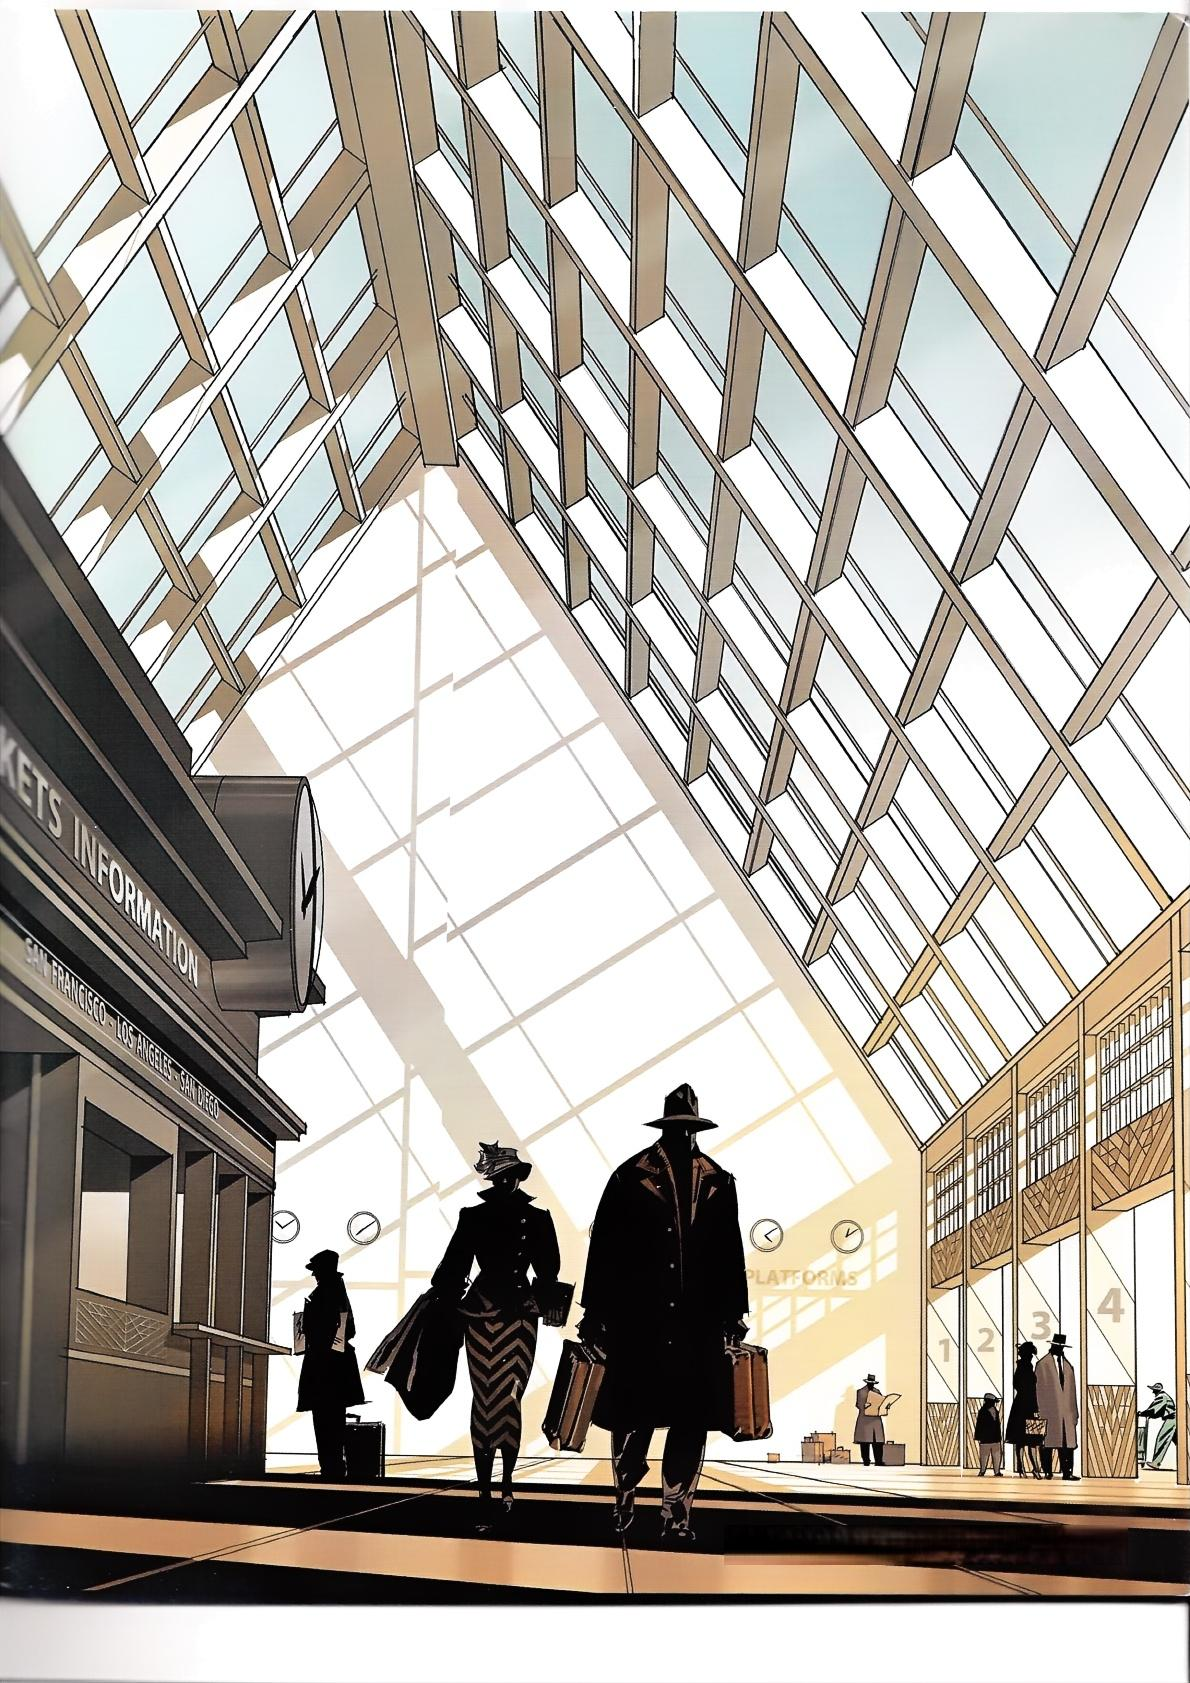 KETS INFORMATION
SAN FRANCISCO - LOS ANGELES - SAN DIEGO
PLATFORMS
1 2 3 4